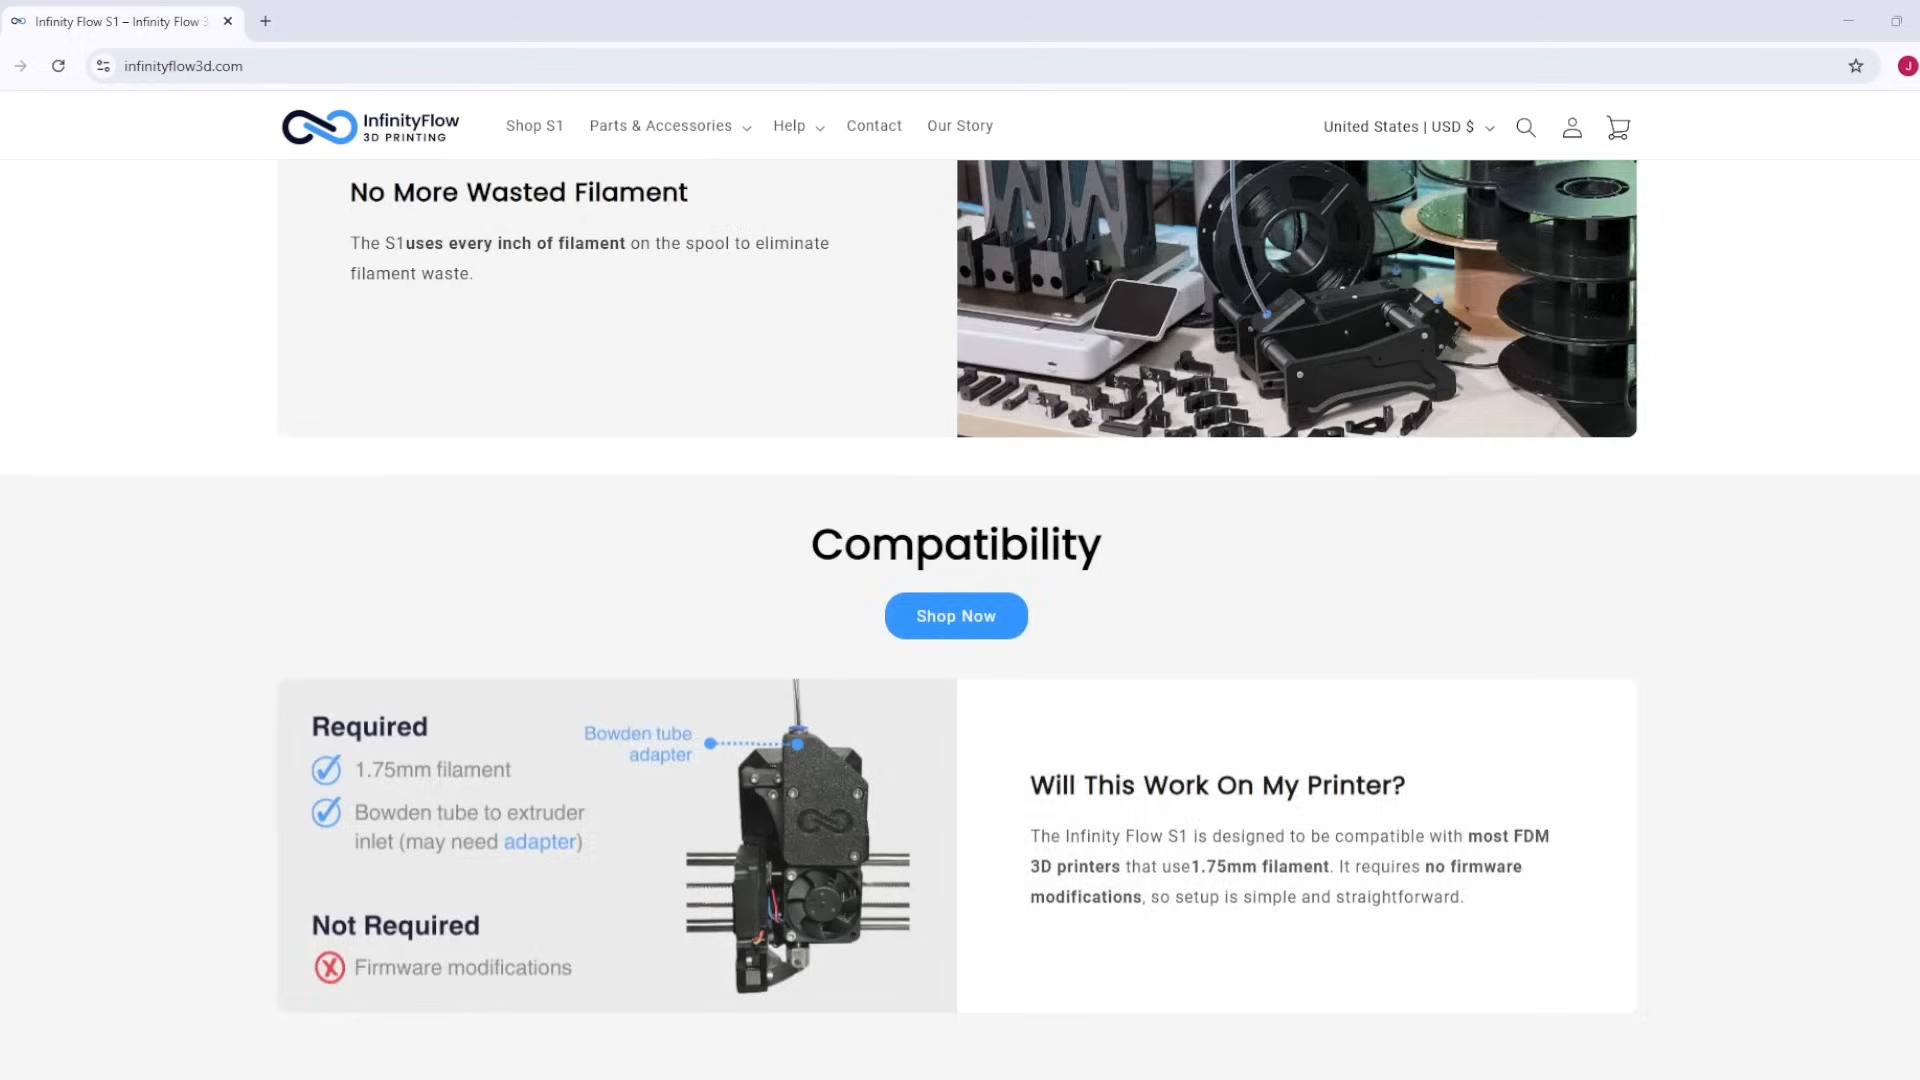 Infinity Flow S1 – Infinity Flow 3
infinityflow3d.com
J
InfinityFlow
3D PRINTING
Shop S1
Parts & Accessories
Help
Contact
Our Story
United States | USD $
No More Wasted Filament
The S1uses every inch of filament on the spool to eliminate
filament waste.
Compatibility
Shop Now
Required
1.75mm filament
Bowden tube to extruder
inlet (may need adapter)
Not Required
Firmware modifications
Bowden tube
adapter
Will This Work On My Printer?
The Infinity Flow S1 is designed to be compatible with most FDM
3D printers that use1.75mm filament. It requires no firmware
modifications, so setup is simple and straightforward.